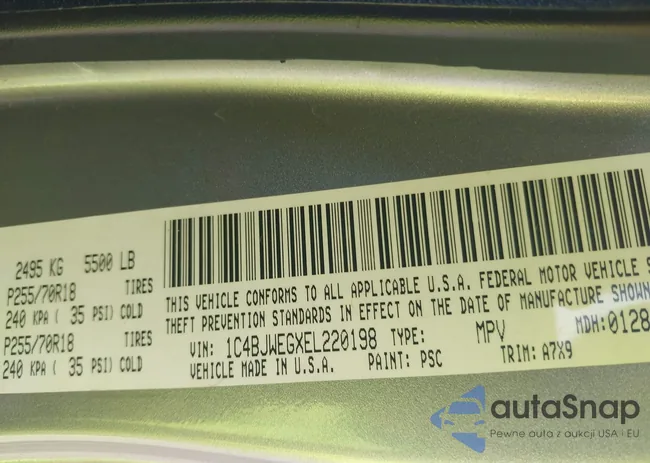 2495 KG 5500 LB
P255/70R18 TIRES
240 KPA ( 35 PSI) COLD
P255/70R18 TIRES
240 KPA ( 35 PSI) COLD
THIS VEHICLE CONFORMS TO ALL APPLICABLE U.S.A. FEDERAL MOTOR VEHICLE S
THEFT PREVENTION STANDARDS IN EFFECT ON THE DATE OF MANUFACTURE SHOWN
VIN: 1C4BJWEGXEL220198 TYPE: MPV MDH:0128
VEHICLE MADE IN U.S.A. PAINT: PSC TRIM: A7X9
autaSnap
Pewne auta z aukcji USA - EU